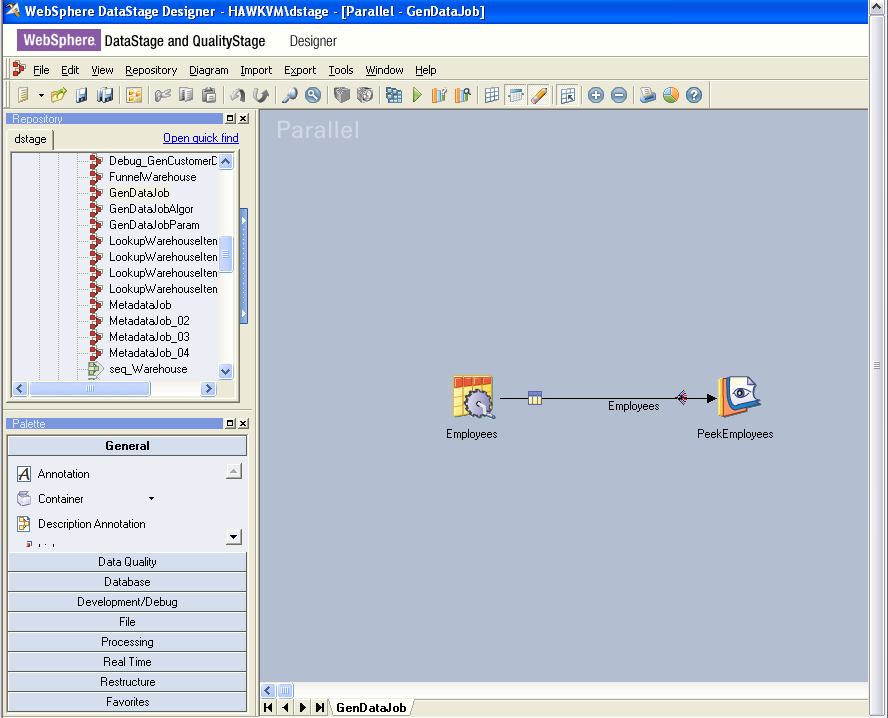 WebSphere DataStage Designer - HAWKVM\dstage - [Parallel - GenDataJob]
WebSphere. DataStage and QualityStage Designer
File Edit View Repository Diagram Import Export Tools Window Help
Repository
dstage Open quick find
Debug_GenCustomerD
FunnelWarehouse
GenDataJob
GenDataJobAlgor
GenDataJobParam
LookupWarehouseIten
LookupWarehouseIten
LookupWarehouseIten
LookupWarehouseIten
MetadataJob
MetadataJob_02
MetadataJob_03
MetadataJob_04
seq_Warehouse
Palette
General
Annotation
Container
Description Annotation
Data Quality
Database
Development/Debug
File
Processing
Real Time
Restructure
Favorites
Parallel
Employees
Employees
PeekEmployees
GenDataJob